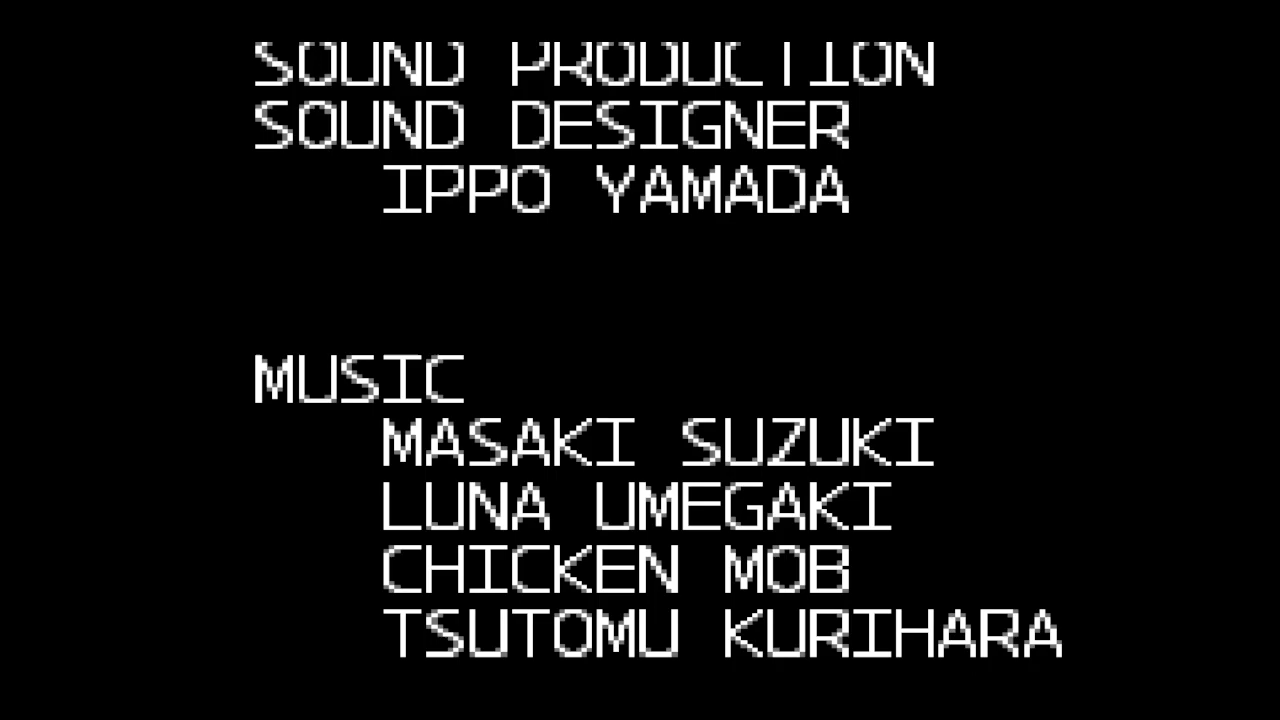 SOUND PRODUCTION
SOUND DESIGNER
IPPO YAMADA
MUSIC
MASAKI SUZUKI
LUNA UMEGAKI
CHICKEN MOB
TSUTOMU KURIHARA